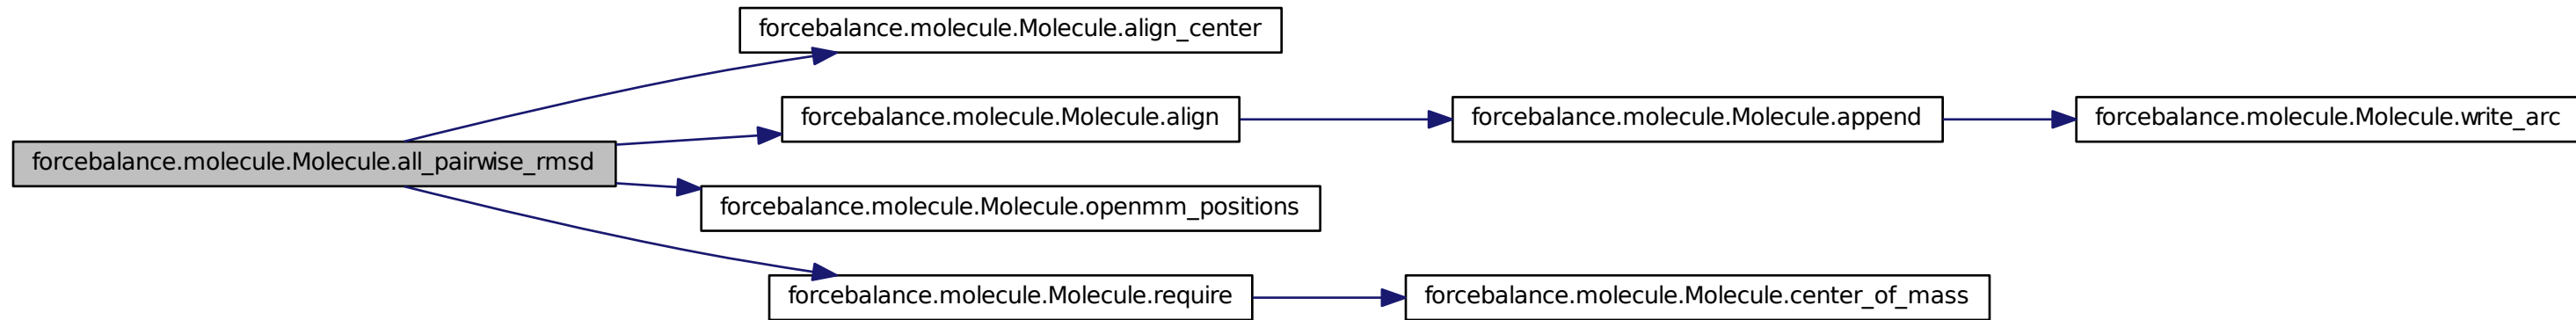 forcebalance.molecule.Molecule.align_center
forcebalance.molecule.Molecule.align
forcebalance.molecule.Molecule.append
forcebalance.molecule.Molecule.write_arc
forcebalance.molecule.Molecule.all_pairwise_rmsd
forcebalance.molecule.Molecule.openmm_positions
forcebalance.molecule.Molecule.require
forcebalance.molecule.Molecule.center_of_mass